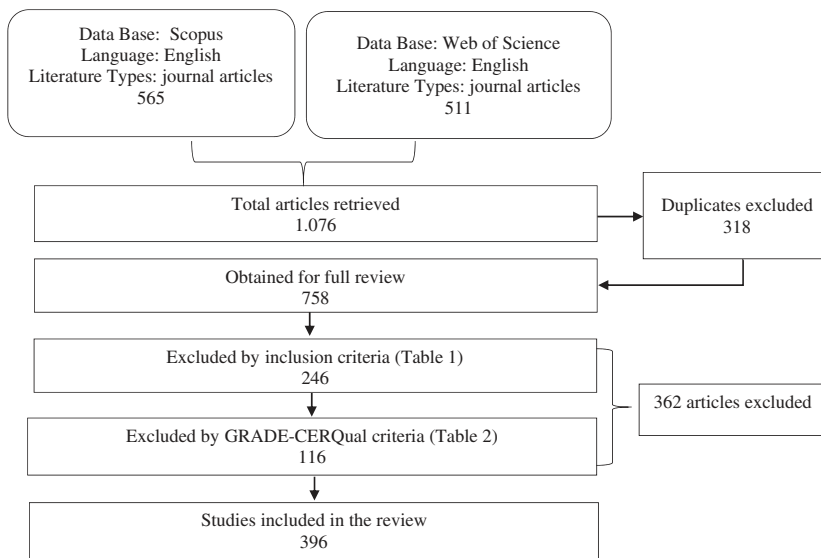 Data Base: Scopus
Language: English
Literature Types: journal articles
565
Data Base: Web of Science
Language: English
Literature Types: journal articles
511
Total articles retrieved
1.076
Duplicates excluded
318
Obtained for full review
758
Excluded by inclusion criteria (Table 1)
246
362 articles excluded
Excluded by GRADE-CERQual criteria (Table 2)
116
Studies included in the review
396